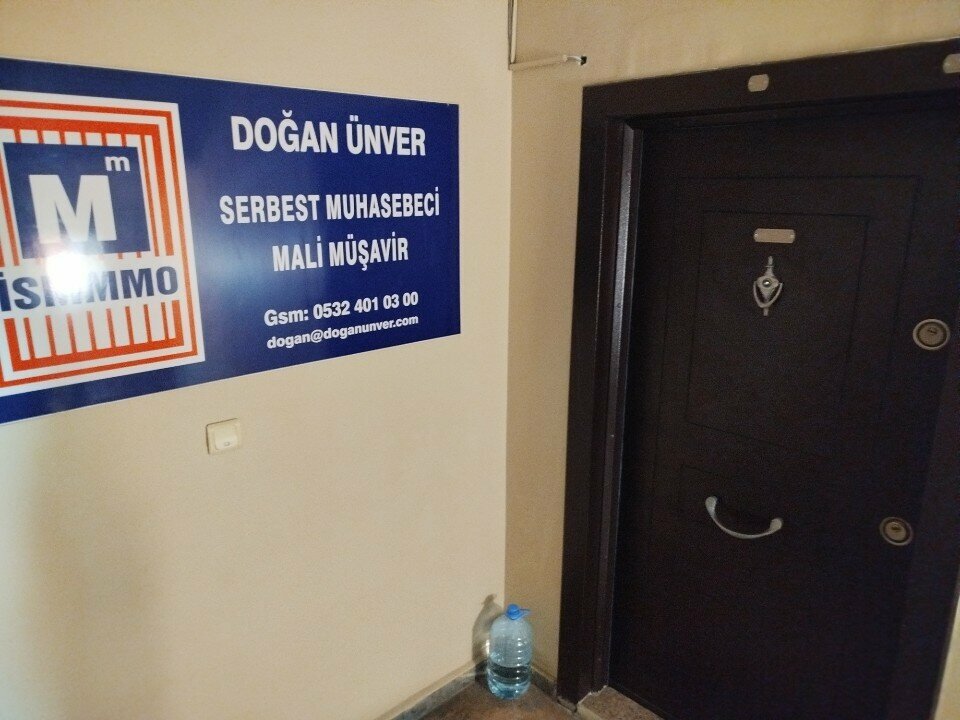 M m
İSMMMO
DOĞAN ÜNVER
SERBEST MUHASEBECİ
MALİ MÜŞAVİR
Gsm: 0532 401 03 00
dogan@doganunver.com